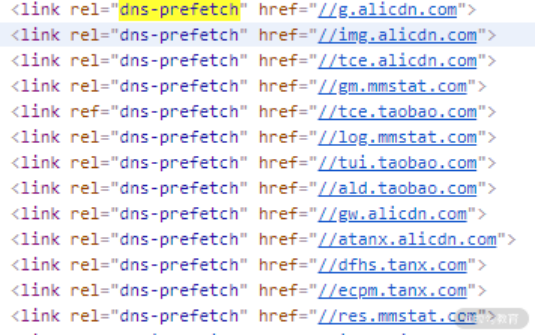 <link rel="dns-prefetch" href="//g.alicdn.com">
<link rel="dns-prefetch" href="//img.alicdn.com">
<link rel="dns-prefetch" href="//tce.alicdn.com">
<link rel="dns-prefetch" href="//gm.mmstat.com">
<link ref="dns-prefetch" href="//tce.taobao.com">
<link rel="dns-prefetch" href="//log.mmstat.com">
<link rel="dns-prefetch" href="//tui.taobao.com">
<link rel="dns-prefetch" href="//ald.taobao.com">
<link rel="dns-prefetch" href="//gw.alicdn.com">
<link rel="dns-prefetch" href="//atanx.alicdn.com">
<link rel="dns-prefetch" href="//dfhs.tanx.com">
<link rel="dns-prefetch" href="//ecpm.tanx.com">
<link rel="dns-prefetch" href="//res.mmstat.com">